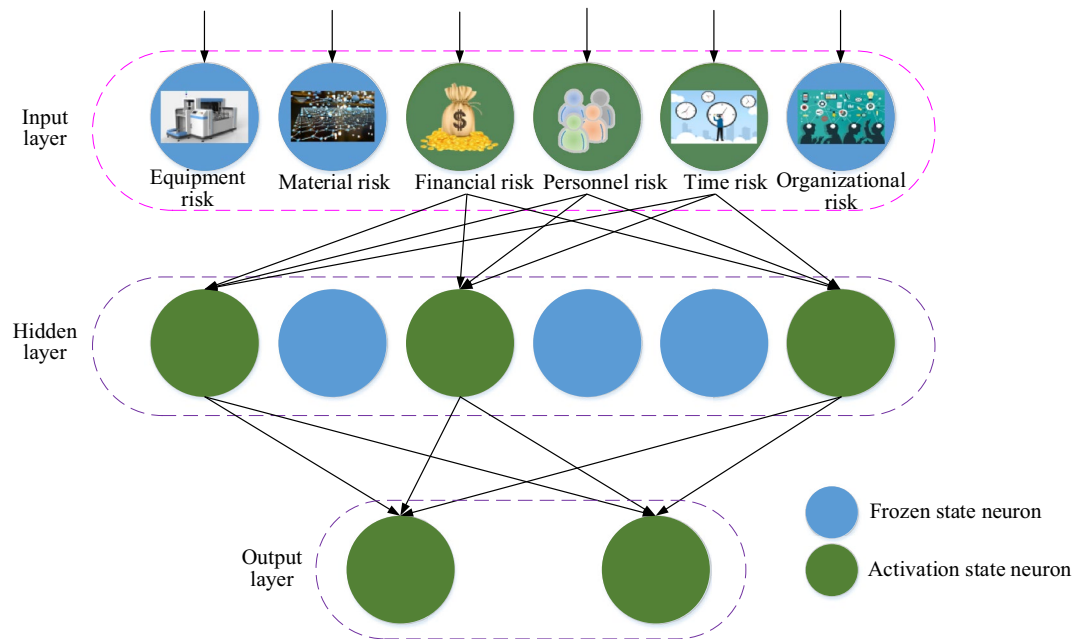 Input
layer
Equipment
risk
Material risk
Financial risk
Personnel risk
Time risk
Organizational
risk
$
Hidden
layer
Output
layer
Frozen state neuron
Activation state neuron